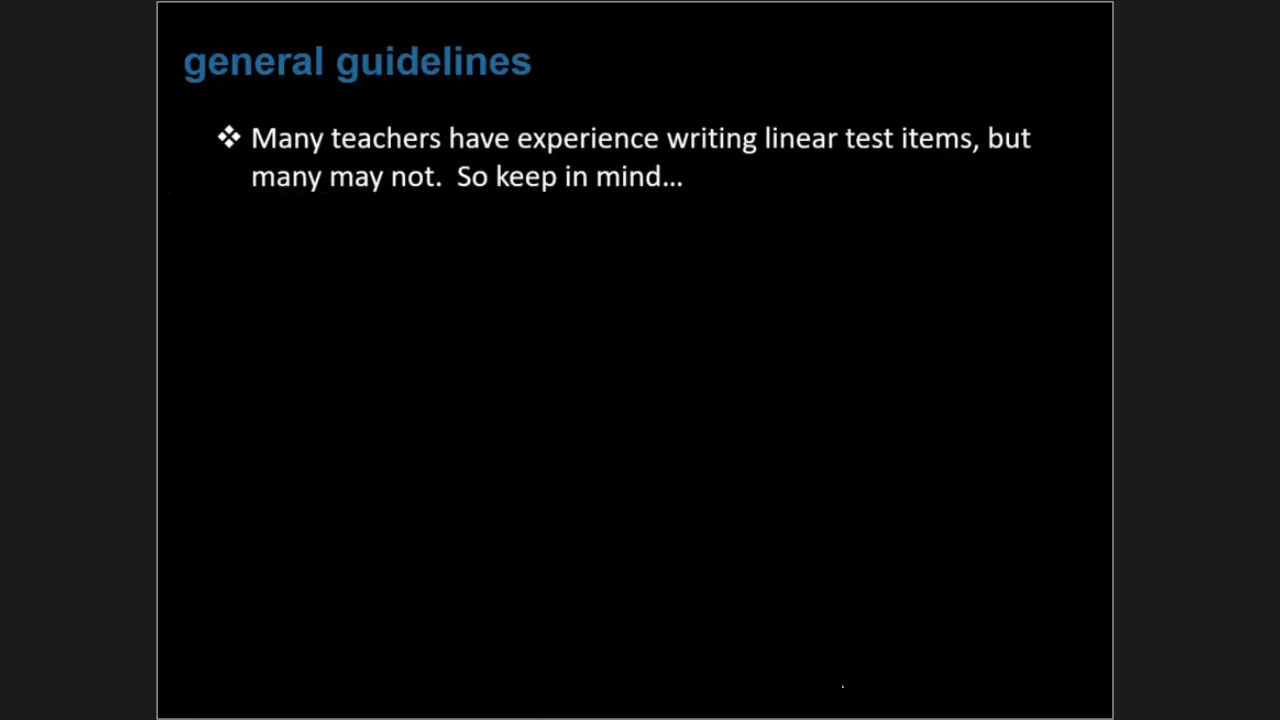 general guidelines
❖ Many teachers have experience writing linear test items, but
many may not.  So keep in mind…